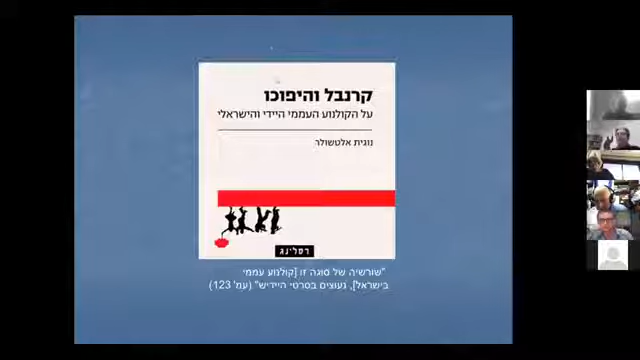 קרנבל והיפוכו
על הקולנוע העממי היידי והישראלי
נוגית אלטשולר
רסלינג
"שורשיה של סוגה זו [קולנוע עממי
בישראל], נעוצים בסרטי היידיש" (עמ' 123)